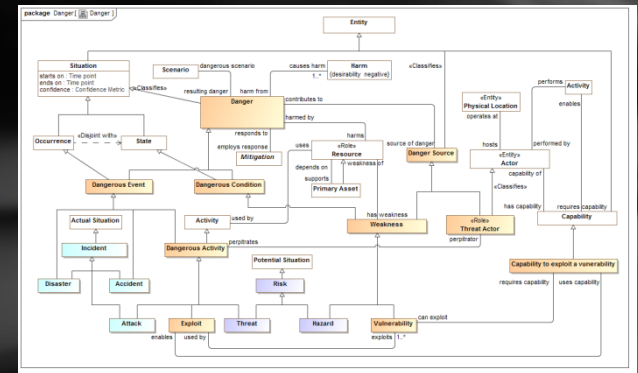 package Danger[ Danger ]
Entity
Situation
starts on : Time point
ends on : Time point
confidence : Confidence Metric
Scenario
dangerous scenario
causes harm
1..*
Harm
{desirability negative}
«Classifies»
performs
Activity
«Classifies»
resulting danger
harm from
Danger
contributes to
harmed by
«Entity»
Physical Location
operates at
enables
Occurrence
«Disjoint with»
State
responds to
employs response
Mitigation
uses
harms
«Role»
Resource
depends on
supports
weakness of
Primary Asset
source of danger
Danger Source
hosts
performed by
«Entity»
Actor
capability of
«Classifies»
Dangerous Event
Dangerous Condition
Actual Situation
Activity
used by
has weakness
Weakness
«Role»
Threat Actor
has capability
requires capability
Capability
Incident
Dangerous Activity
perpitrates
perpitrator
Potential Situation
Capability to exploit a vunerability
Disaster
Accident
Risk
requires capability
uses capability
Attack
Exploit
Threat
Hazard
Vulnerability
can exploit
enables
used by
exploits
1..*